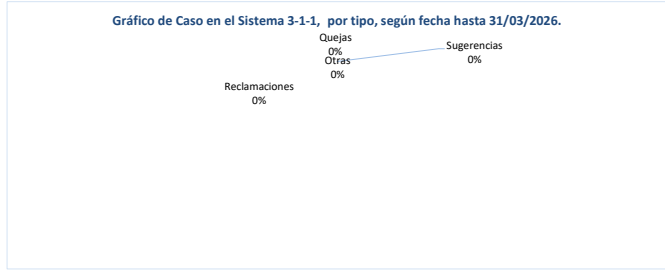 Gráfico de Caso en el Sistema 3-1-1,  por tipo, según fecha hasta 31/03/2026.
Quejas
0%
Sugerencias
0%
Otras
0%
Reclamaciones
0%